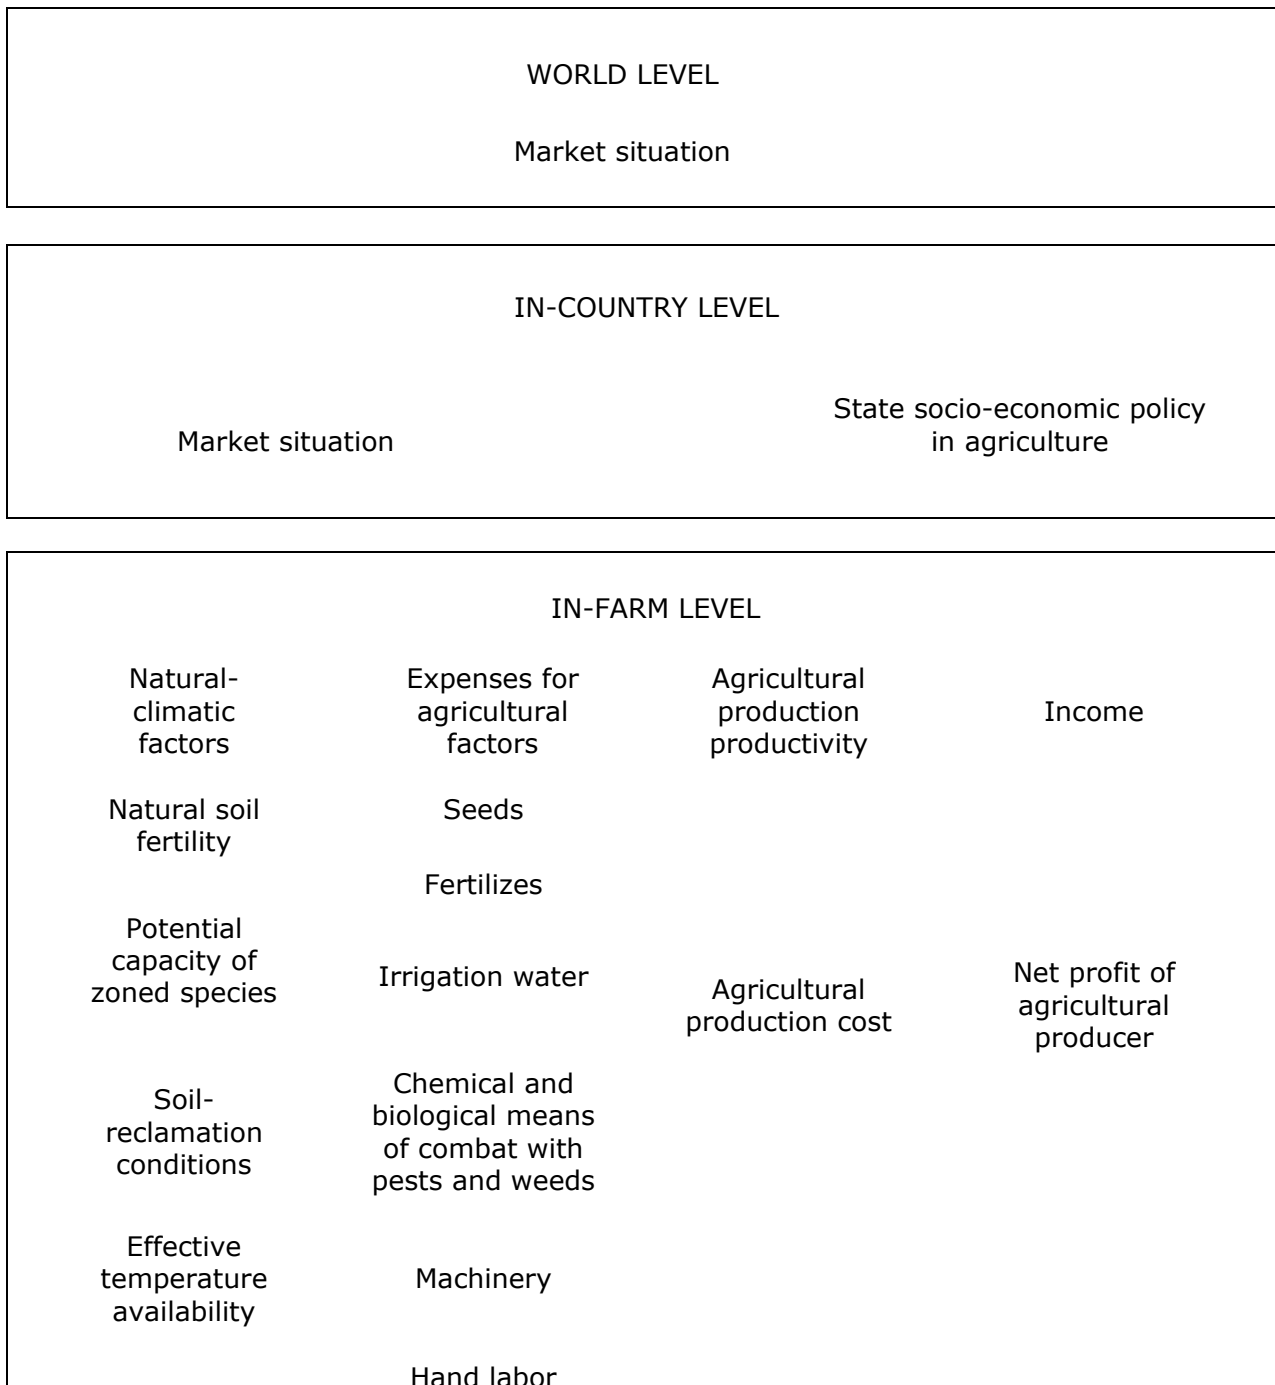 WORLD LEVEL
Market situation
IN-COUNTRY LEVEL
Market situation
State socio-economic policy
in agriculture
IN-FARM LEVEL
Natural-
climatic
factors
Expenses for
agricultural
factors
Agricultural
production
productivity
Income
Natural soil
fertility
Seeds
Fertilizes
Potential
capacity of
zoned species
Irrigation water
Agricultural
production cost
Net profit of
agricultural
producer
Soil-
reclamation
conditions
Chemical and
biological means
of combat with
pests and weeds
Effective
temperature
availability
Machinery
Hand labor